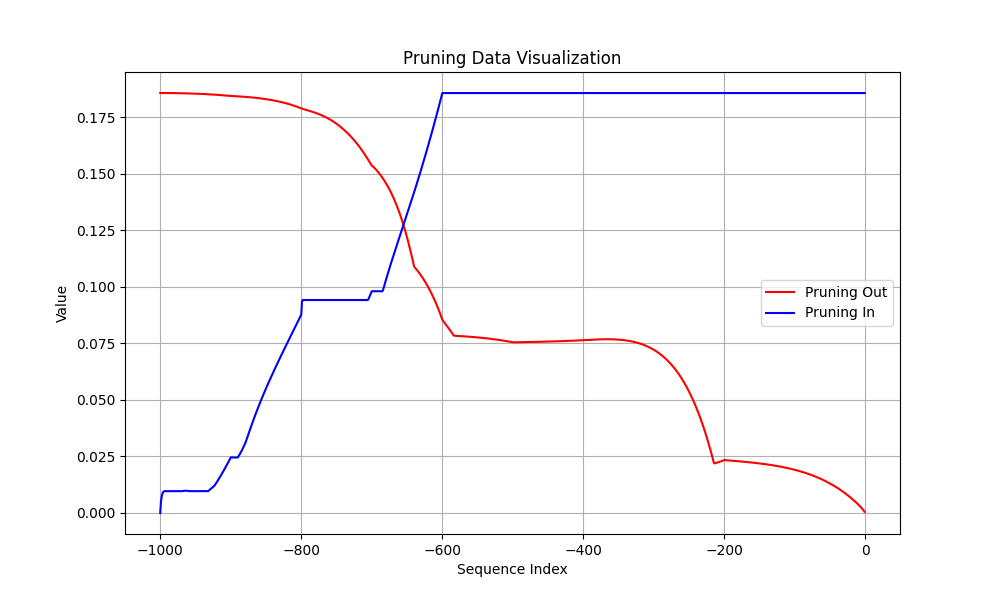 Pruning Data Visualization
Value
0.175
0.150
0.125
0.100
0.075
0.050
0.025
0.000
Pruning Out
Pruning In
−1000 −800 −600 −400 −200 0
Sequence Index